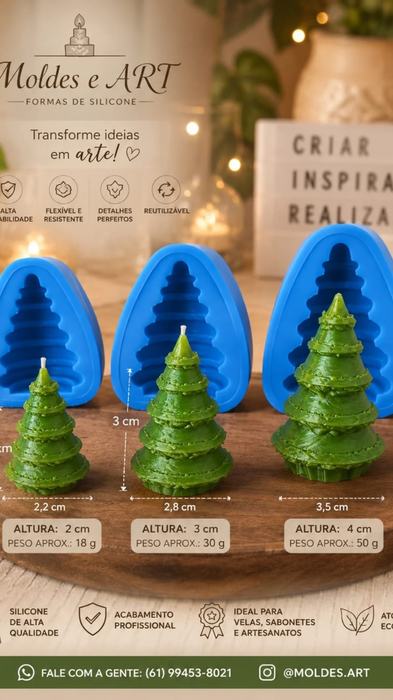 Moldes e ART
FORMAS DE SILICONE
Transforme ideias
em arte!
ALTA
FLEXÍVEL E
RESISTENTE
DETALHES
PERFEITOS
REUTILIZÁVEL
CRIAR
INSPIRA
REALIZA
3 cm
2,2 cm
2,8 cm
3,5 cm
ALTURA: 2 cm
PESO APROX.: 18 g
ALTURA: 3 cm
PESO APROX.: 30 g
ALTURA: 4 cm
PESO APROX.: 50 g
SILICONE
DE ALTA
QUALIDADE
ACABAMENTO
PROFISSIONAL
IDEAL PARA
VELAS, SABONETES
E ARTESANATOS
FALE COM A GENTE: (61) 99453-8021
@MOLDES.ART